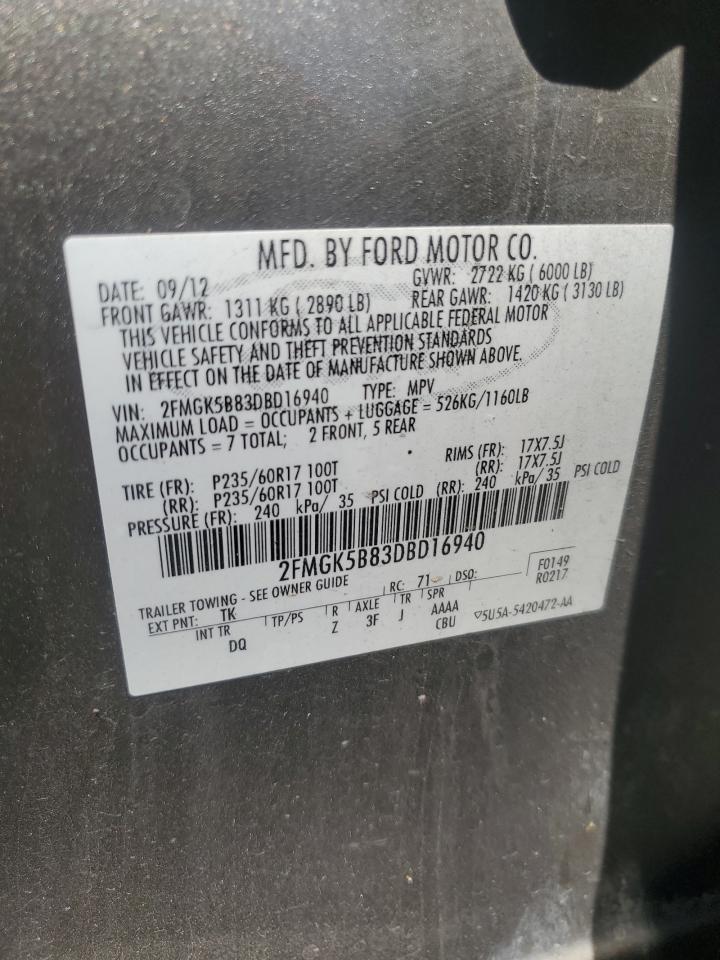 MFD. BY FORD MOTOR CO.
DATE: 09/12 GVWR: 2722 KG ( 6000 LB)
FRONT GAWR: 1311 KG ( 2890 LB) REAR GAWR: 1420 KG ( 3130 LB)
THIS VEHICLE CONFORMS TO ALL APPLICABLE FEDERAL MOTOR
VEHICLE SAFETY AND THEFT PREVENTION STANDARDS
IN EFFECT ON THE DATE OF MANUFACTURE SHOWN ABOVE.
VIN: 2FMGK5B83DBD16940 TYPE: MPV
MAXIMUM LOAD = OCCUPANTS + LUGGAGE = 526KG/1160LB
OCCUPANTS = 7 TOTAL; 2 FRONT, 5 REAR
TIRE (FR): P235/60R17 100T RIMS (FR): 17X7.5J
(RR): P235/60R17 100T (RR): 17X7.5J
PRESSURE (FR): 240 kPa/ 35 PSI COLD (RR): 240 kPa/ 35 PSI COLD
2FMGK5B83DBD16940
F0149
R0217
TRAILER TOWING - SEE OWNER GUIDE
EXT PNT: TK RC: 71 DSO:
INT TR TP/PS R AXLE TR SPR
DQ Z 3F J AAAA
CBU
▽5U5A-5420472-AA